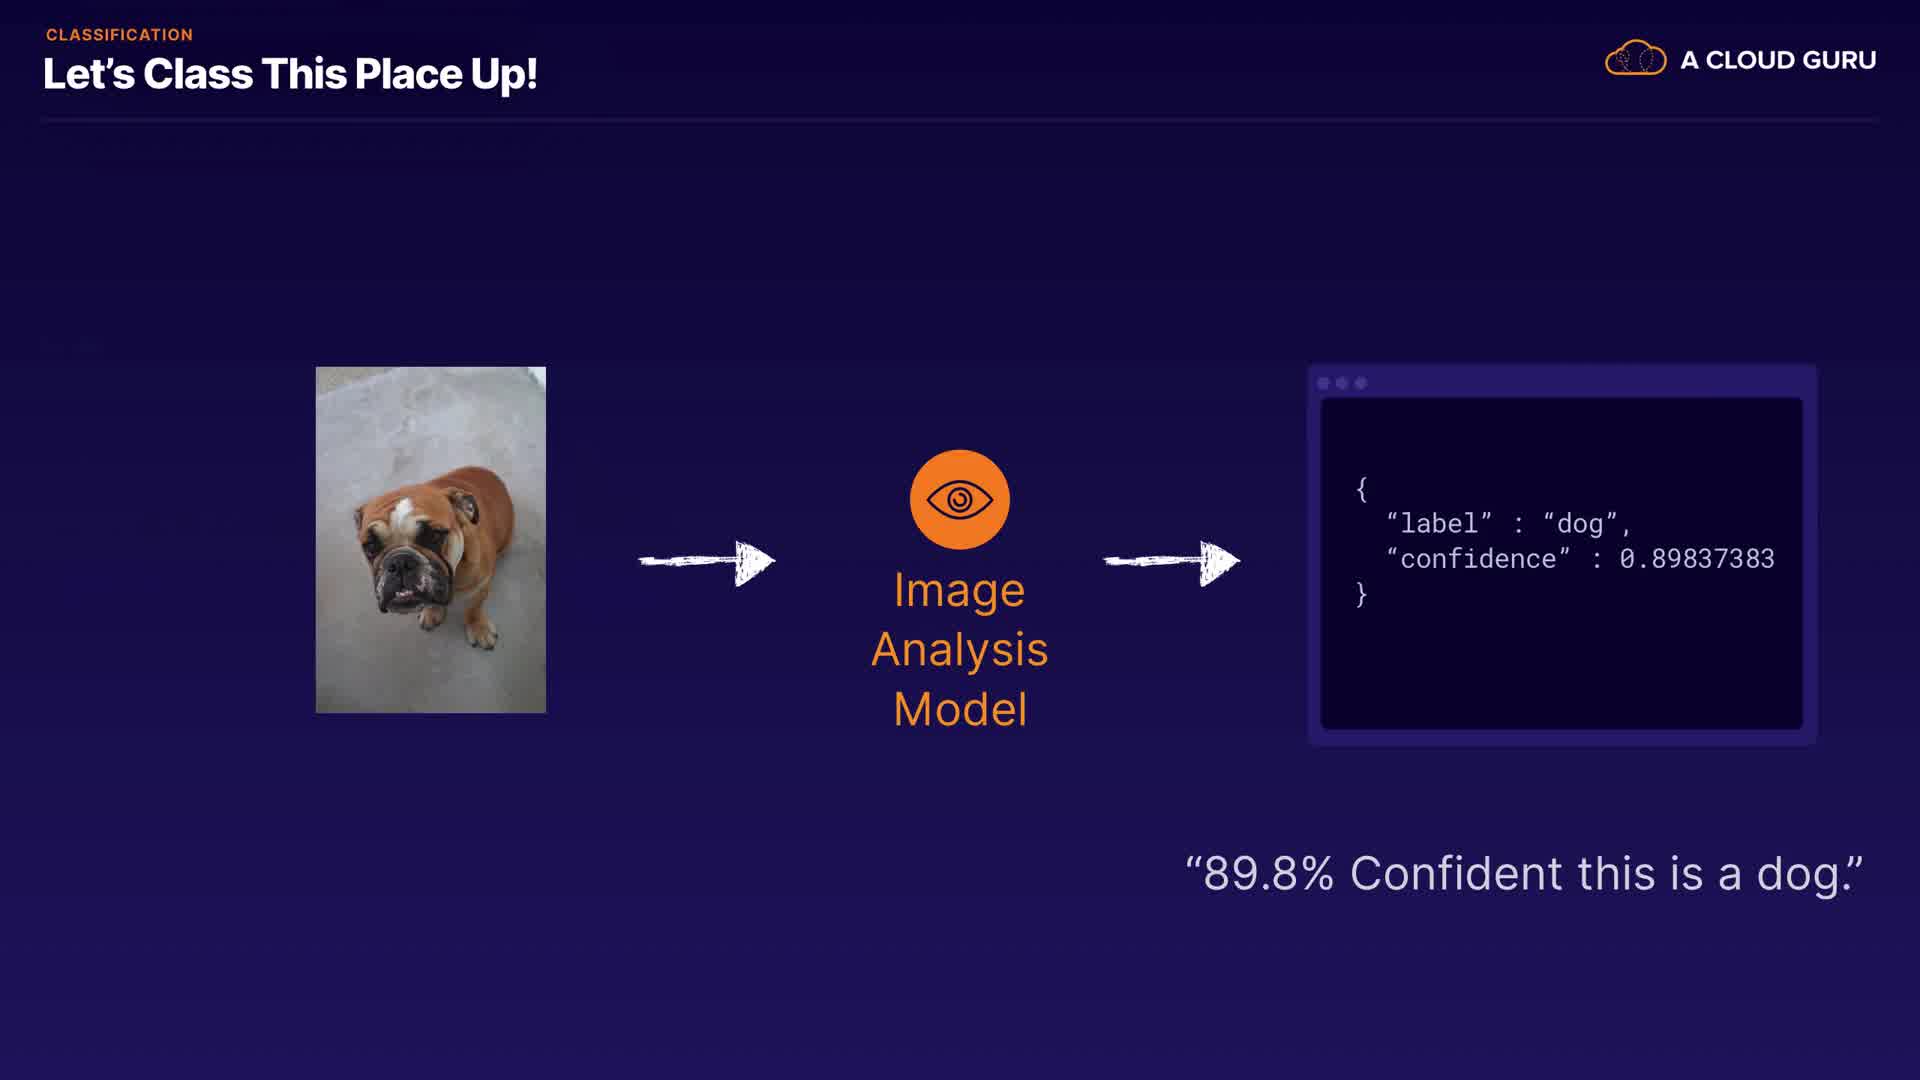 CLASSIFICATION
Let’s Class This Place Up!
A CLOUD GURU
Image
Analysis
Model
{
“label” : “dog”,
“confidence” : 0.89837383
}
“89.8% Confident this is a dog.”